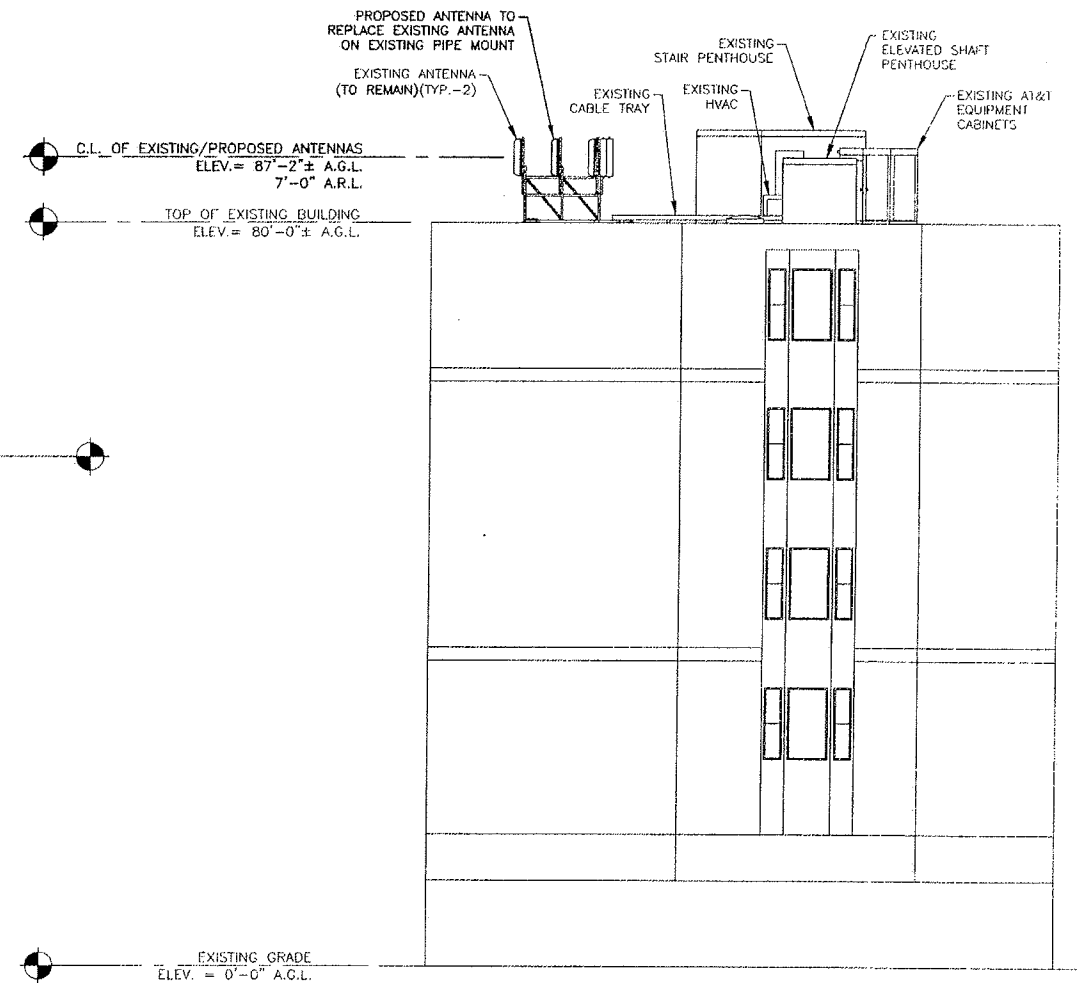 PROPOSED ANTENNA TO
REPLACE EXISTING ANTENNA
ON EXISTING PIPE MOUNT
EXISTING ANTENNA
(TO REMAIN)(TYP.-2)
EXISTING
CABLE TRAY
EXISTING
STAIR PENTHOUSE
EXISTING
HVAC
EXISTING
ELEVATED SHAFT
PENTHOUSE
EXISTING AT&T
EQUIPMENT
CABINETS
C.L. OF EXISTING/PROPOSED ANTENNAS
ELEV.= 87'-2"± A.G.L.
7'-0" A.R.L.
TOP OF EXISTING BUILDING
ELEV.= 80'-0"± A.G.L.
EXISTING GRADE
ELEV. = 0'-0" A.G.L.